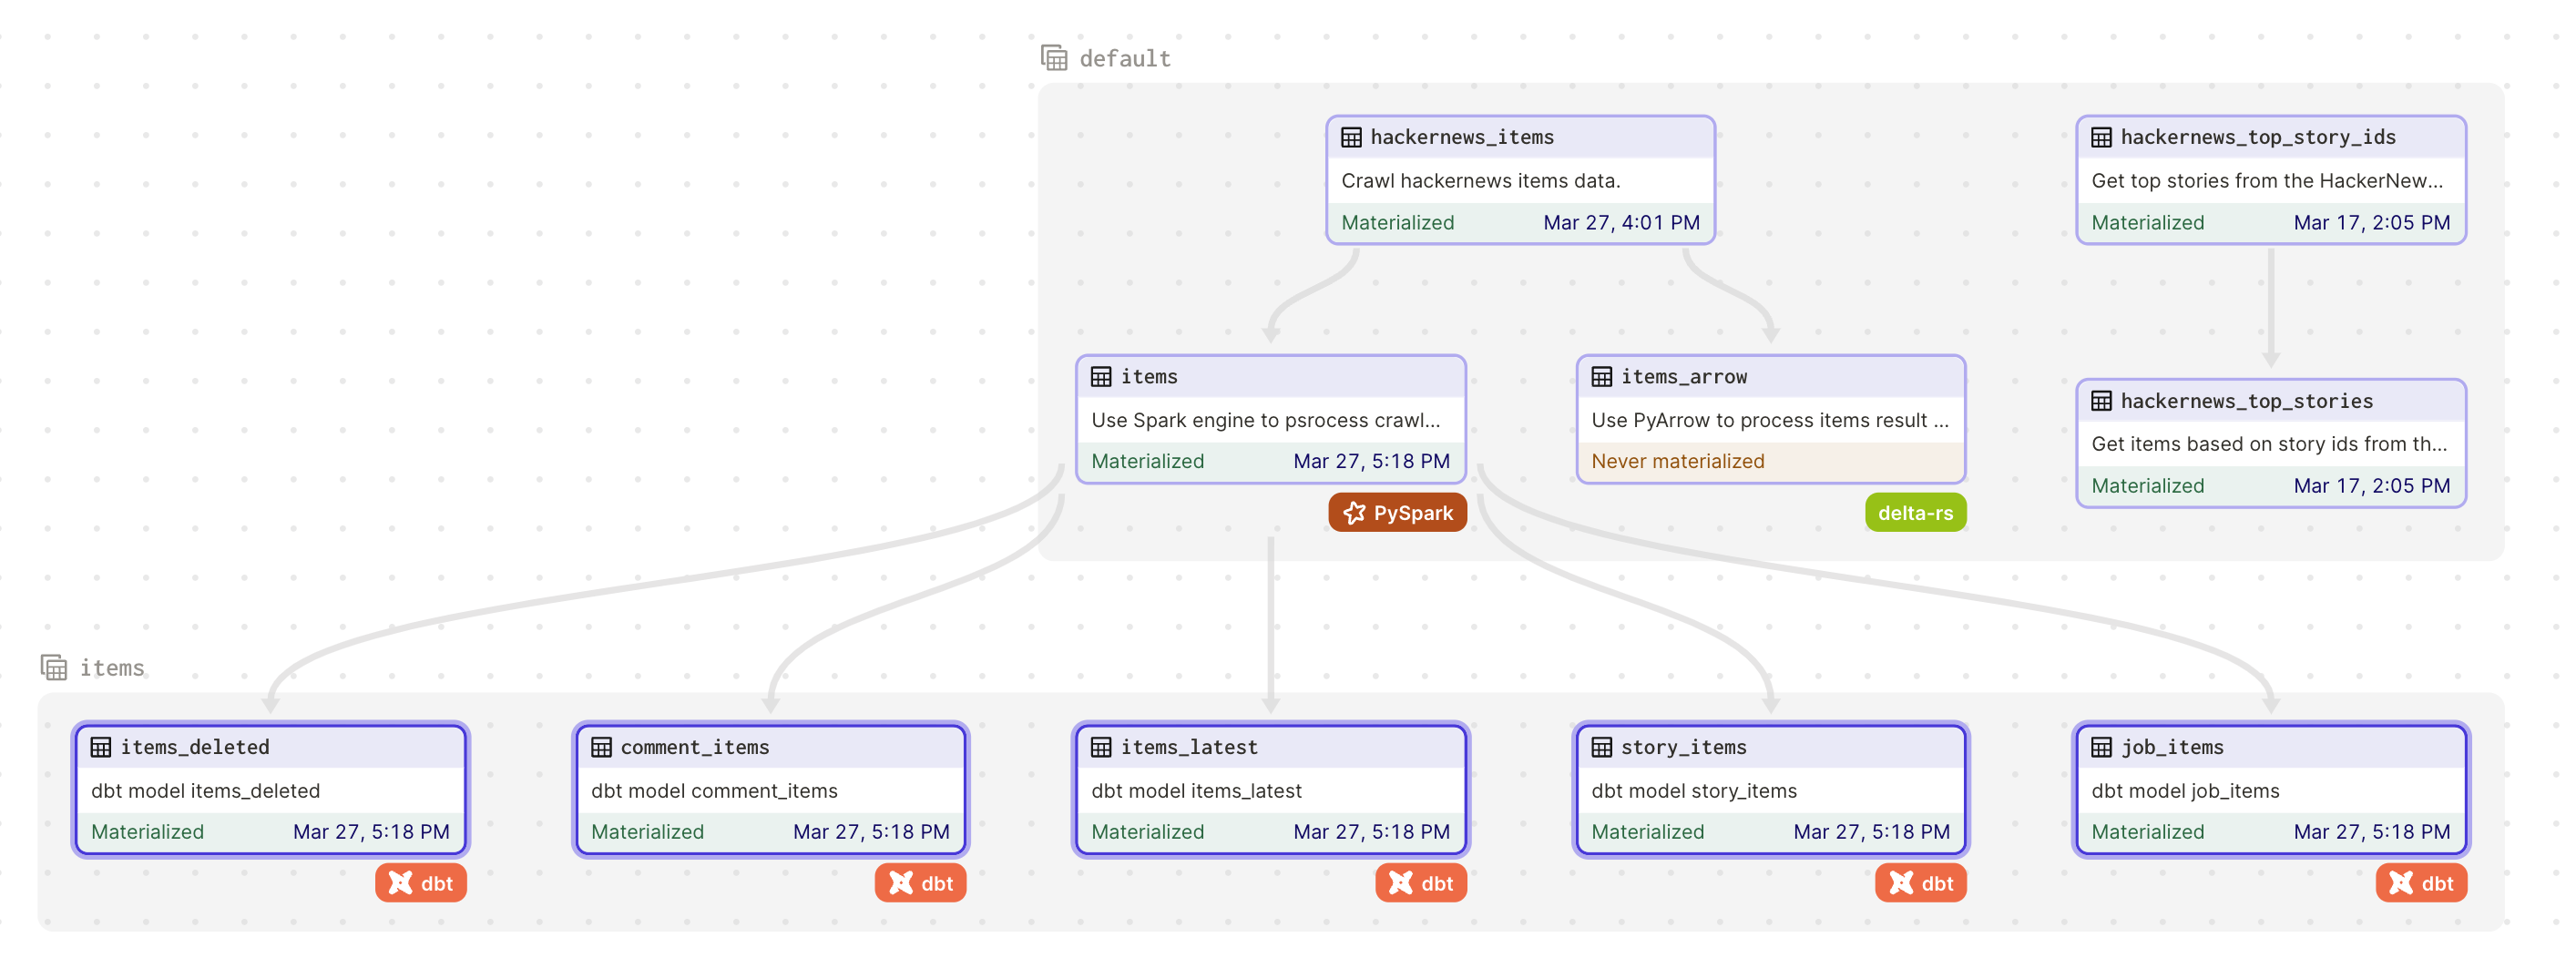 default
hackernews_items
Crawl hackernews items data.
Materialized Mar 27, 4:01 PM
hackernews_top_story_ids
Get top stories from the HackerNew...
Materialized Mar 17, 2:05 PM
items
Use Spark engine to psrocess crawl...
Materialized Mar 27, 5:18 PM
PySpark
items_arrow
Use PyArrow to process items result ...
Never materialized
delta-rs
hackernews_top_stories
Get items based on story ids from th...
Materialized Mar 17, 2:05 PM
items
items_deleted
dbt model items_deleted
Materialized Mar 27, 5:18 PM
dbt
comment_items
dbt model comment_items
Materialized Mar 27, 5:18 PM
dbt
items_latest
dbt model items_latest
Materialized Mar 27, 5:18 PM
dbt
story_items
dbt model story_items
Materialized Mar 27, 5:18 PM
dbt
job_items
dbt model job_items
Materialized Mar 27, 5:18 PM
dbt